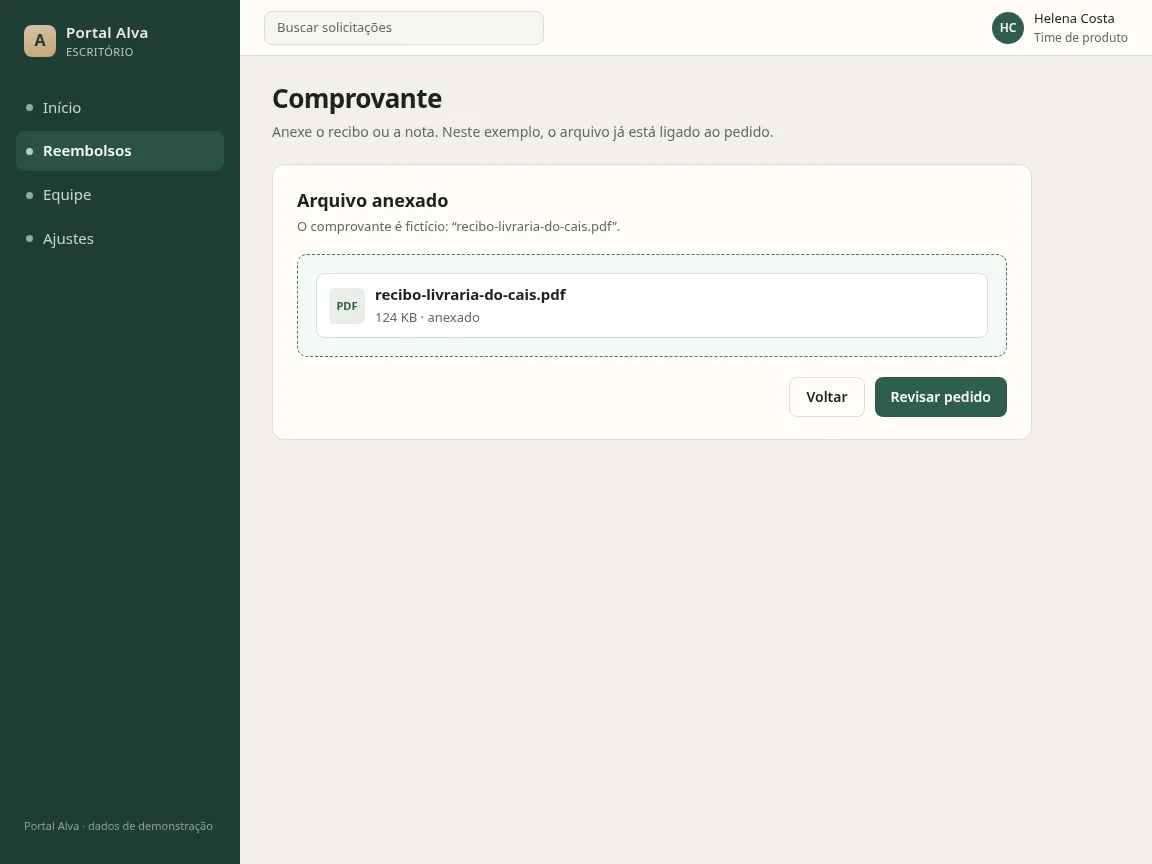 A
Portal Alva
ESCRITÓRIO
Início
Reembolsos
Equipe
Ajustes
Portal Alva · dados de demonstração
Buscar solicitações
HC
Helena Costa
Time de produto
Comprovante
Anexe o recibo ou a nota. Neste exemplo, o arquivo já está ligado ao pedido.
Arquivo anexado
O comprovante é fictício: “recibo-livraria-do-cais.pdf”.
PDF
recibo-livraria-do-cais.pdf
124 KB · anexado
Voltar
Revisar pedido